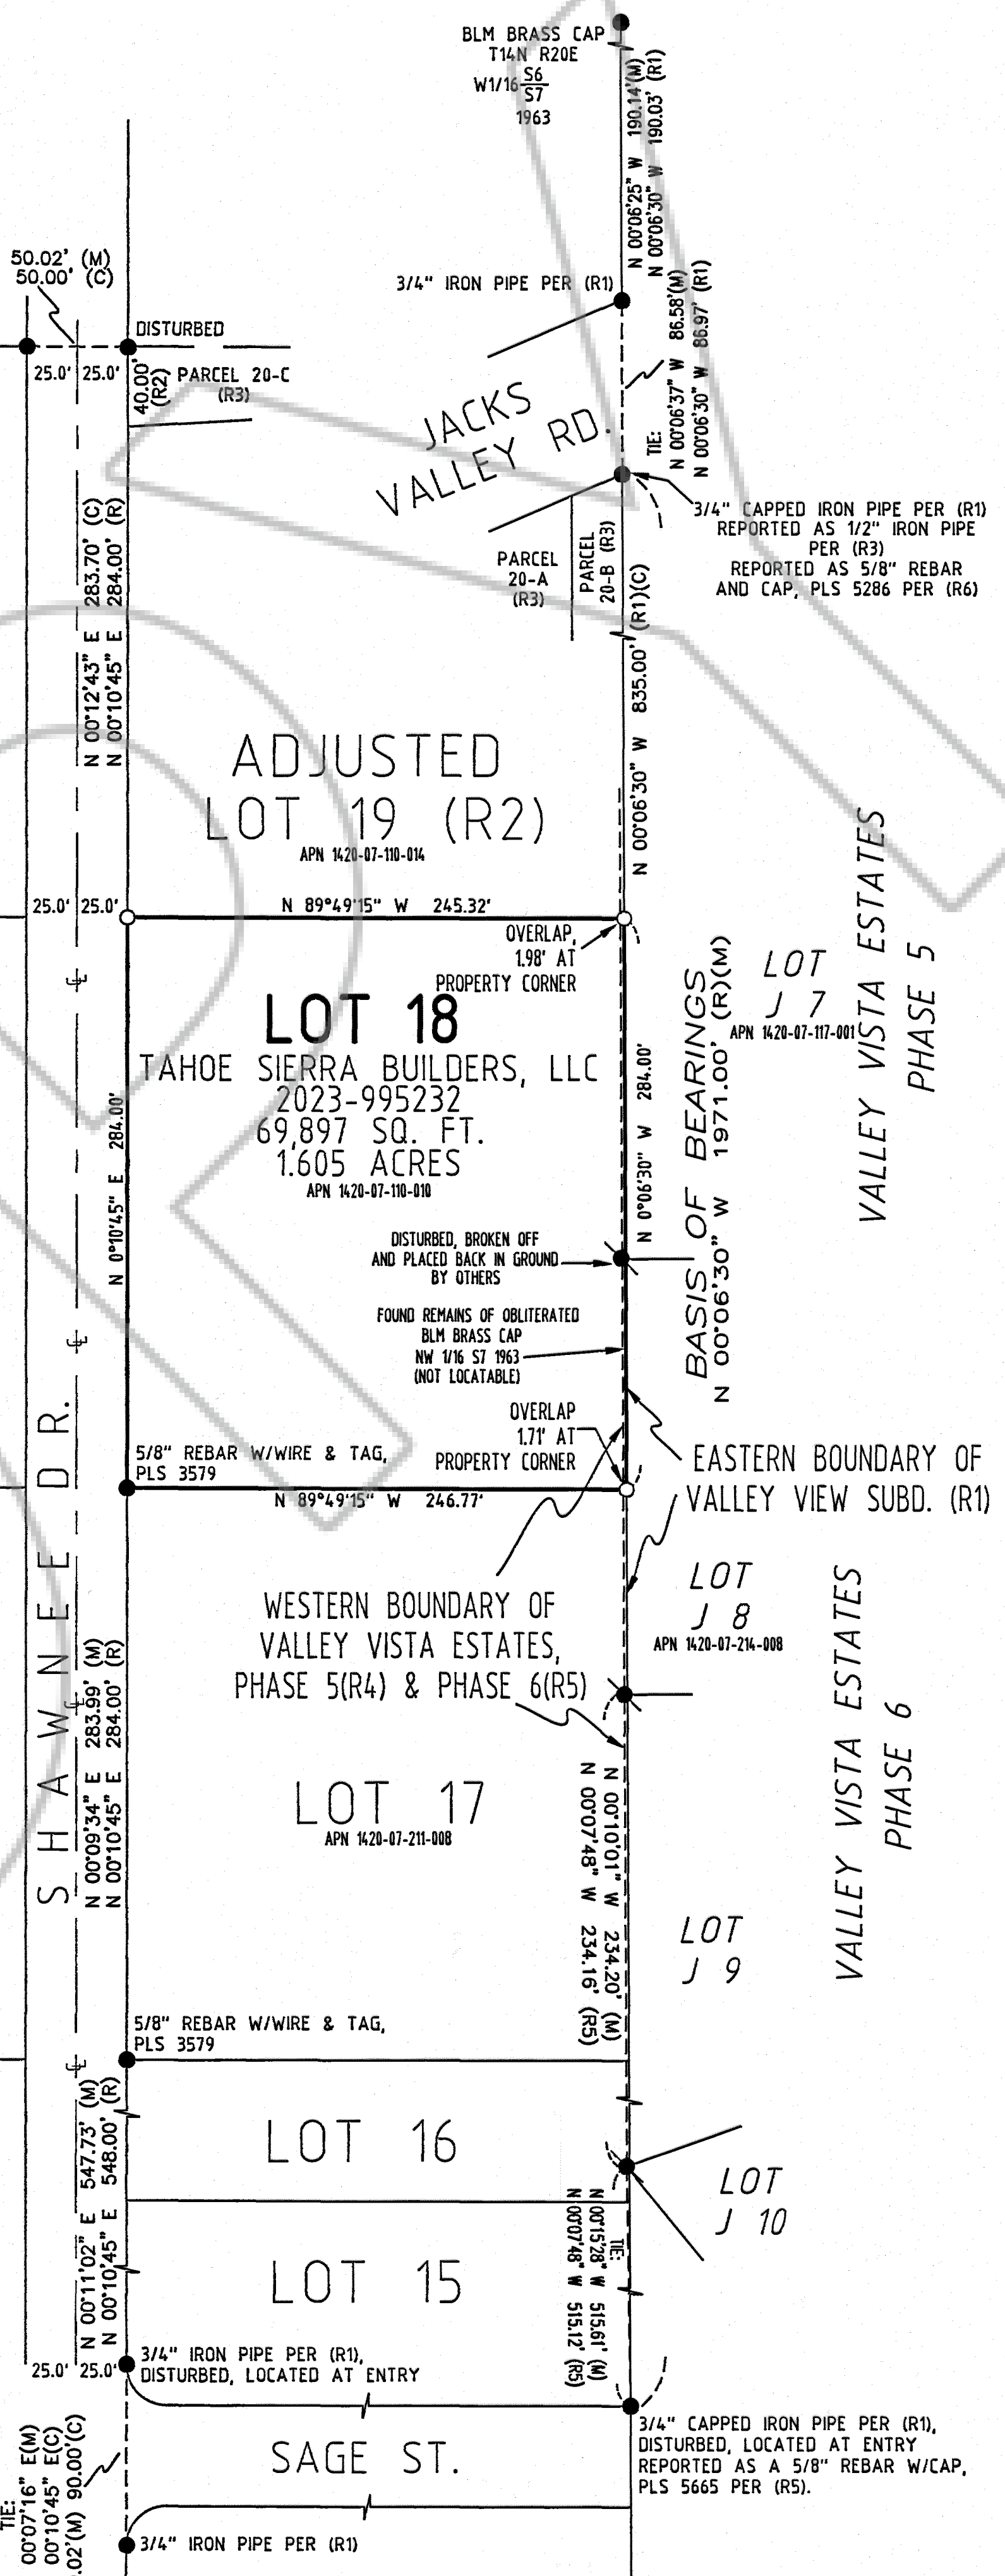 BLM BRASS CAP
T14N R20E
W1/16 S6
S7
1963
N 00°06'25" W 190.14'(M)
N 00°06'30" W 190.03' (R1)
50.02' (M)
50.00' (C)
3/4" IRON PIPE PER (R1)
DISTURBED
25.0' 25.0'
40.00'
(R2)
PARCEL 20-C
(R3)
TIE:
N 00°06'37" W 86.58'(M)
N 00°06'30" W 86.97' (R1)
JACKS
VALLEY RD.
3/4" CAPPED IRON PIPE PER (R1)
REPORTED AS 1/2" IRON PIPE
PER (R3)
REPORTED AS 5/8" REBAR
AND CAP, PLS 5286 PER (R6)
PARCEL
20-A
(R3)
PARCEL
20-B (R3)
N 00°12'43" E 283.70' (C)
N 00°10'45" E 284.00' (R)
N 00°06'30" W 835.00' (R1)(C)
ADJUSTED
LOT 19 (R2)
APN 1420-07-110-014
25.0' 25.0'
N 89°49'15" W 245.32'
OVERLAP,
1.98' AT
PROPERTY CORNER
LOT
J 7
APN 1420-07-117-001
VALLEY VISTA ESTATES
PHASE 5
LOT 18
TAHOE SIERRA BUILDERS, LLC
2023-995232
69,897 SQ. FT.
1.605 ACRES
APN 1420-07-110-010
N 0°10'45" E 284.00'
N 0°06'30" W 284.00'
BASIS OF BEARINGS
N 00°06'30" W 1971.00' (R)(M)
DISTURBED, BROKEN OFF
AND PLACED BACK IN GROUND
BY OTHERS
FOUND REMAINS OF OBLITERATED
BLM BRASS CAP
NW 1/16 S7 1963
(NOT LOCATABLE)
OVERLAP
1.71' AT
PROPERTY CORNER
5/8" REBAR W/WIRE & TAG,
PLS 3579
N 89°49'15" W 246.77'
EASTERN BOUNDARY OF
VALLEY VIEW SUBD. (R1)
SHAWNEE DR.
WESTERN BOUNDARY OF
VALLEY VISTA ESTATES,
PHASE 5(R4) & PHASE 6(R5)
LOT
J 8
APN 1420-07-214-008
VALLEY VISTA ESTATES
PHASE 6
N 00°09'34" E 283.99' (M)
N 00°10'45" E 284.00' (R)
LOT 17
APN 1420-07-211-008
N 00°10'01" W 234.20' (M)
N 00°07'48" W 234.16' (R5)
LOT
J 9
5/8" REBAR W/WIRE & TAG,
PLS 3579
N 00°11'02" E 547.73' (M)
N 00°10'45" E 548.00' (R)
LOT 16
LOT
J 10
TIE:
N 00°15'28" W 515.61' (M)
N 00°07'48" W 515.12' (R5)
LOT 15
25.0' 25.0'
3/4" IRON PIPE PER (R1),
DISTURBED, LOCATED AT ENTRY
SAGE ST.
3/4" CAPPED IRON PIPE PER (R1),
DISTURBED, LOCATED AT ENTRY
REPORTED AS A 5/8" REBAR W/CAP,
PLS 5665 PER (R5).
TIE:
00°07'16" E(M)
00°10'45" E(C)
.02'(M) 90.00'(C)
3/4" IRON PIPE PER (R1)